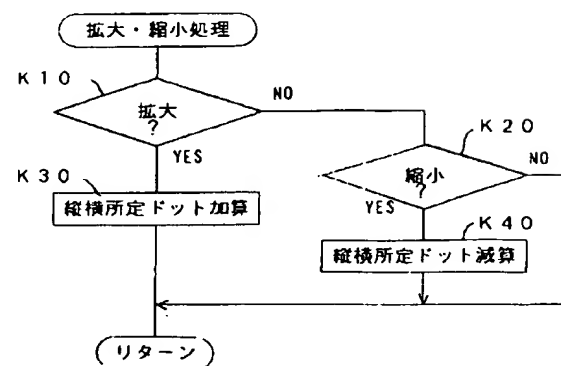 拡大・縮小処理
K10
拡大
?
NO
YES
K20
縮小
?
NO
YES
K30
縦横所定ドット加算
K40
縦横所定ドット減算
リターン